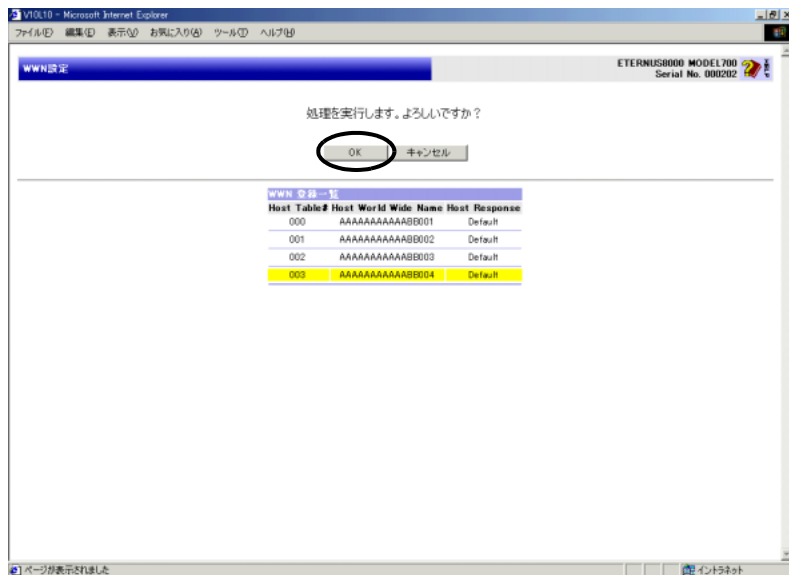 V10L10 - Microsoft Internet Explorer
ファイル(F) 編集(E) 表示(V) お気に入り(A) ツール(T) ヘルプ(H)
WWN設定
ETERNUS8000 MODEL700
Serial No. 000202
処理を実行します。よろしいですか？
OK キャンセル
WWN 登録一覧
Host Table# Host World Wide Name Host Response
000 AAAAAAAAAABB001 Default
001 AAAAAAAAAABB002 Default
002 AAAAAAAAAABB003 Default
003 AAAAAAAAAABB004 Default
ページが表示されました
イントラネット